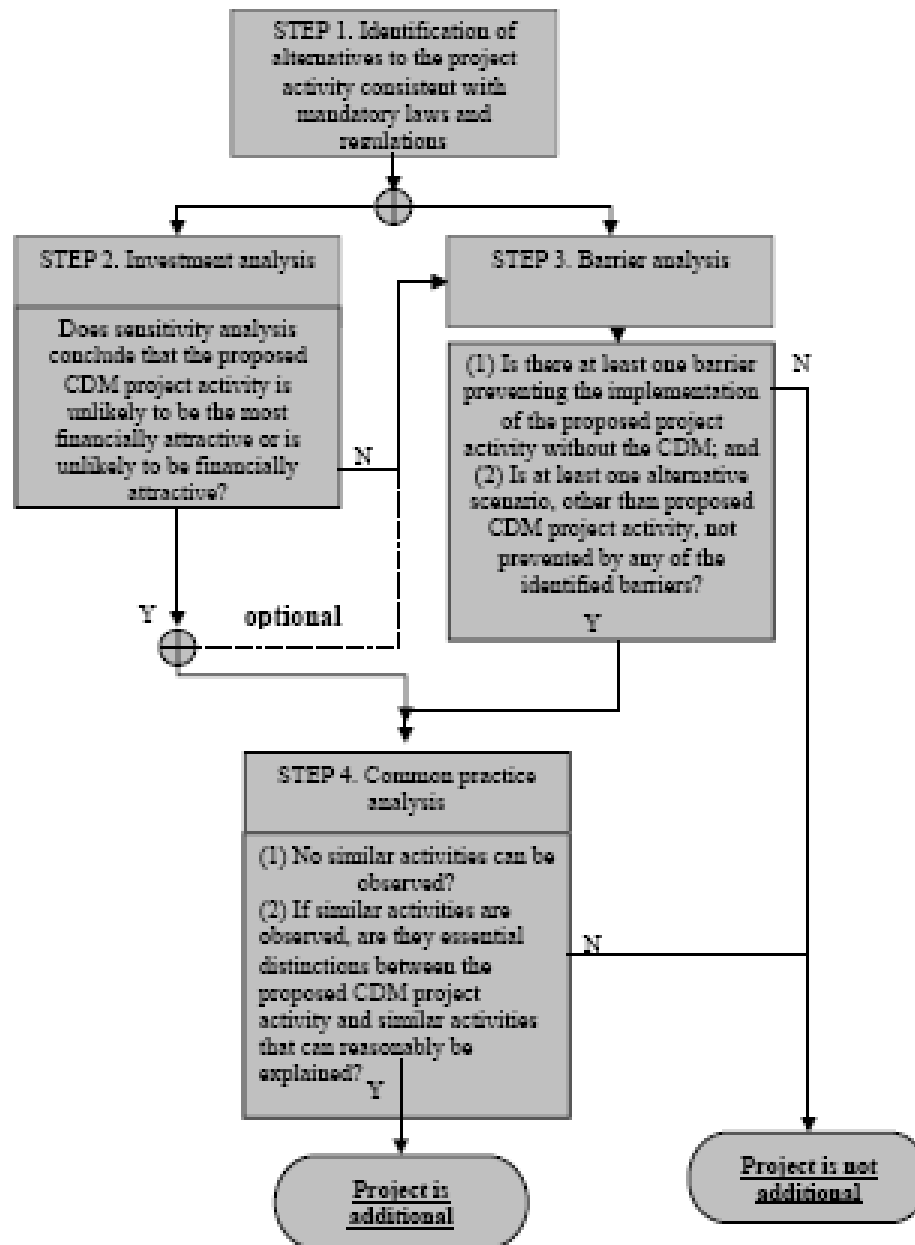 STEP 1. Identification of
alternatives to the project
activity consistent with
mandatory laws and
regulations
STEP 2. Investment analysis
Does sensitivity analysis
conclude that the proposed
CDM project activity is
unlikely to be the most
financially attractive or is
unlikely to be financially
attractive?
N
Y
optional
STEP 3. Barrier analysis
(1) Is there at least one barrier
preventing the implementation
of the proposed project
activity without the CDM; and
(2) Is at least one alternative
scenario, other than proposed
CDM project activity, not
prevented by any of the
identified barriers?
N
Y
STEP 4. Common practice
analysis
(1) No similar activities can be
observed?
(2) If similar activities are
observed, are they essential
distinctions between the
proposed CDM project
activity and similar activities
that can reasonably be
explained?
N
Y
Project is
additional
Project is not
additional